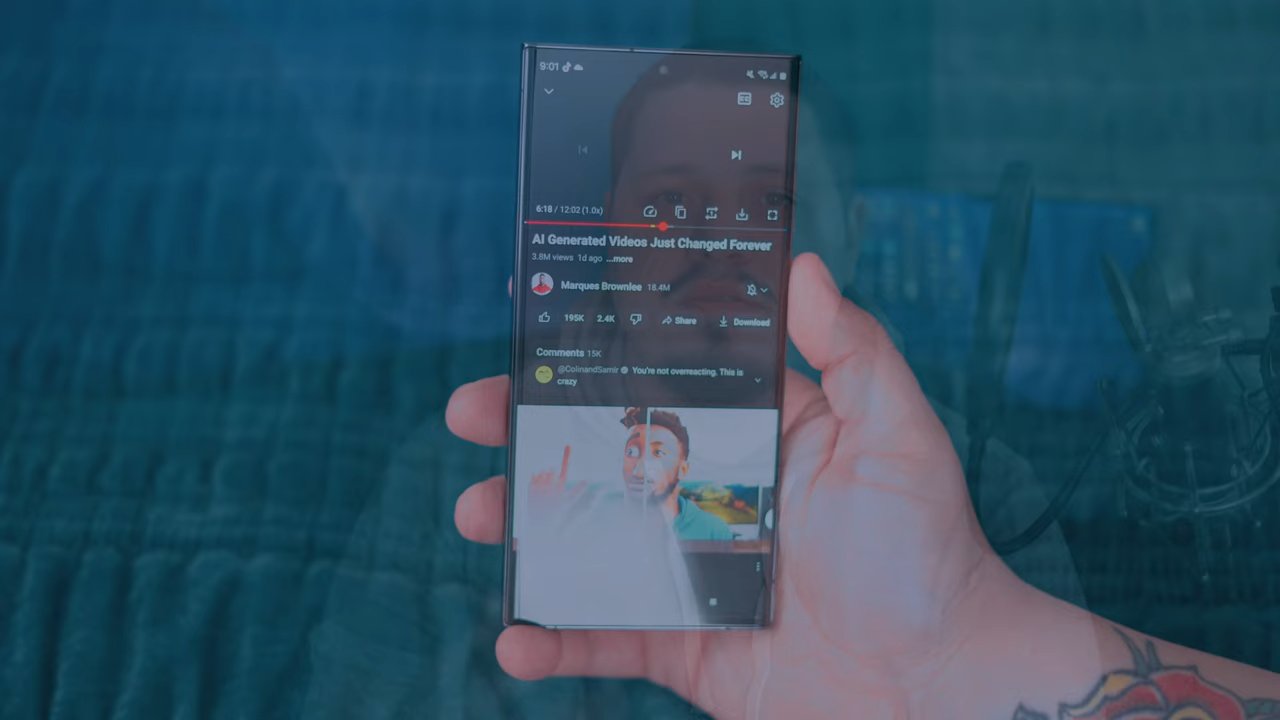 9:01
CC
6:18 / 12:02 (1.0x)
AI Generated Videos Just Changed Forever
3.8M views 1d ago ...more
Marques Brownlee 18.4M
195K 2.4K Share Download
Comments 15K
@ColinandSamir You're not overreacting. This is
crazy